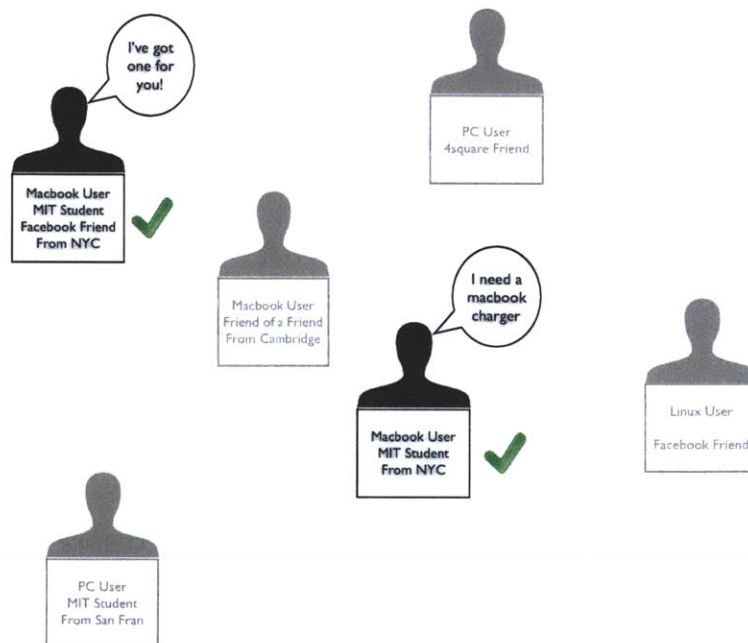 I've got
one for
you!
PC User
4square Friend
Macbook User
MIT Student
Facebook Friend
From NYC
I need a
macbook
charger
Macbook User
Friend of a Friend
From Cambridge
Linux User
Facebook Friend
Macbook User
MIT Student
From NYC
PC User
MIT Student
From San Fran